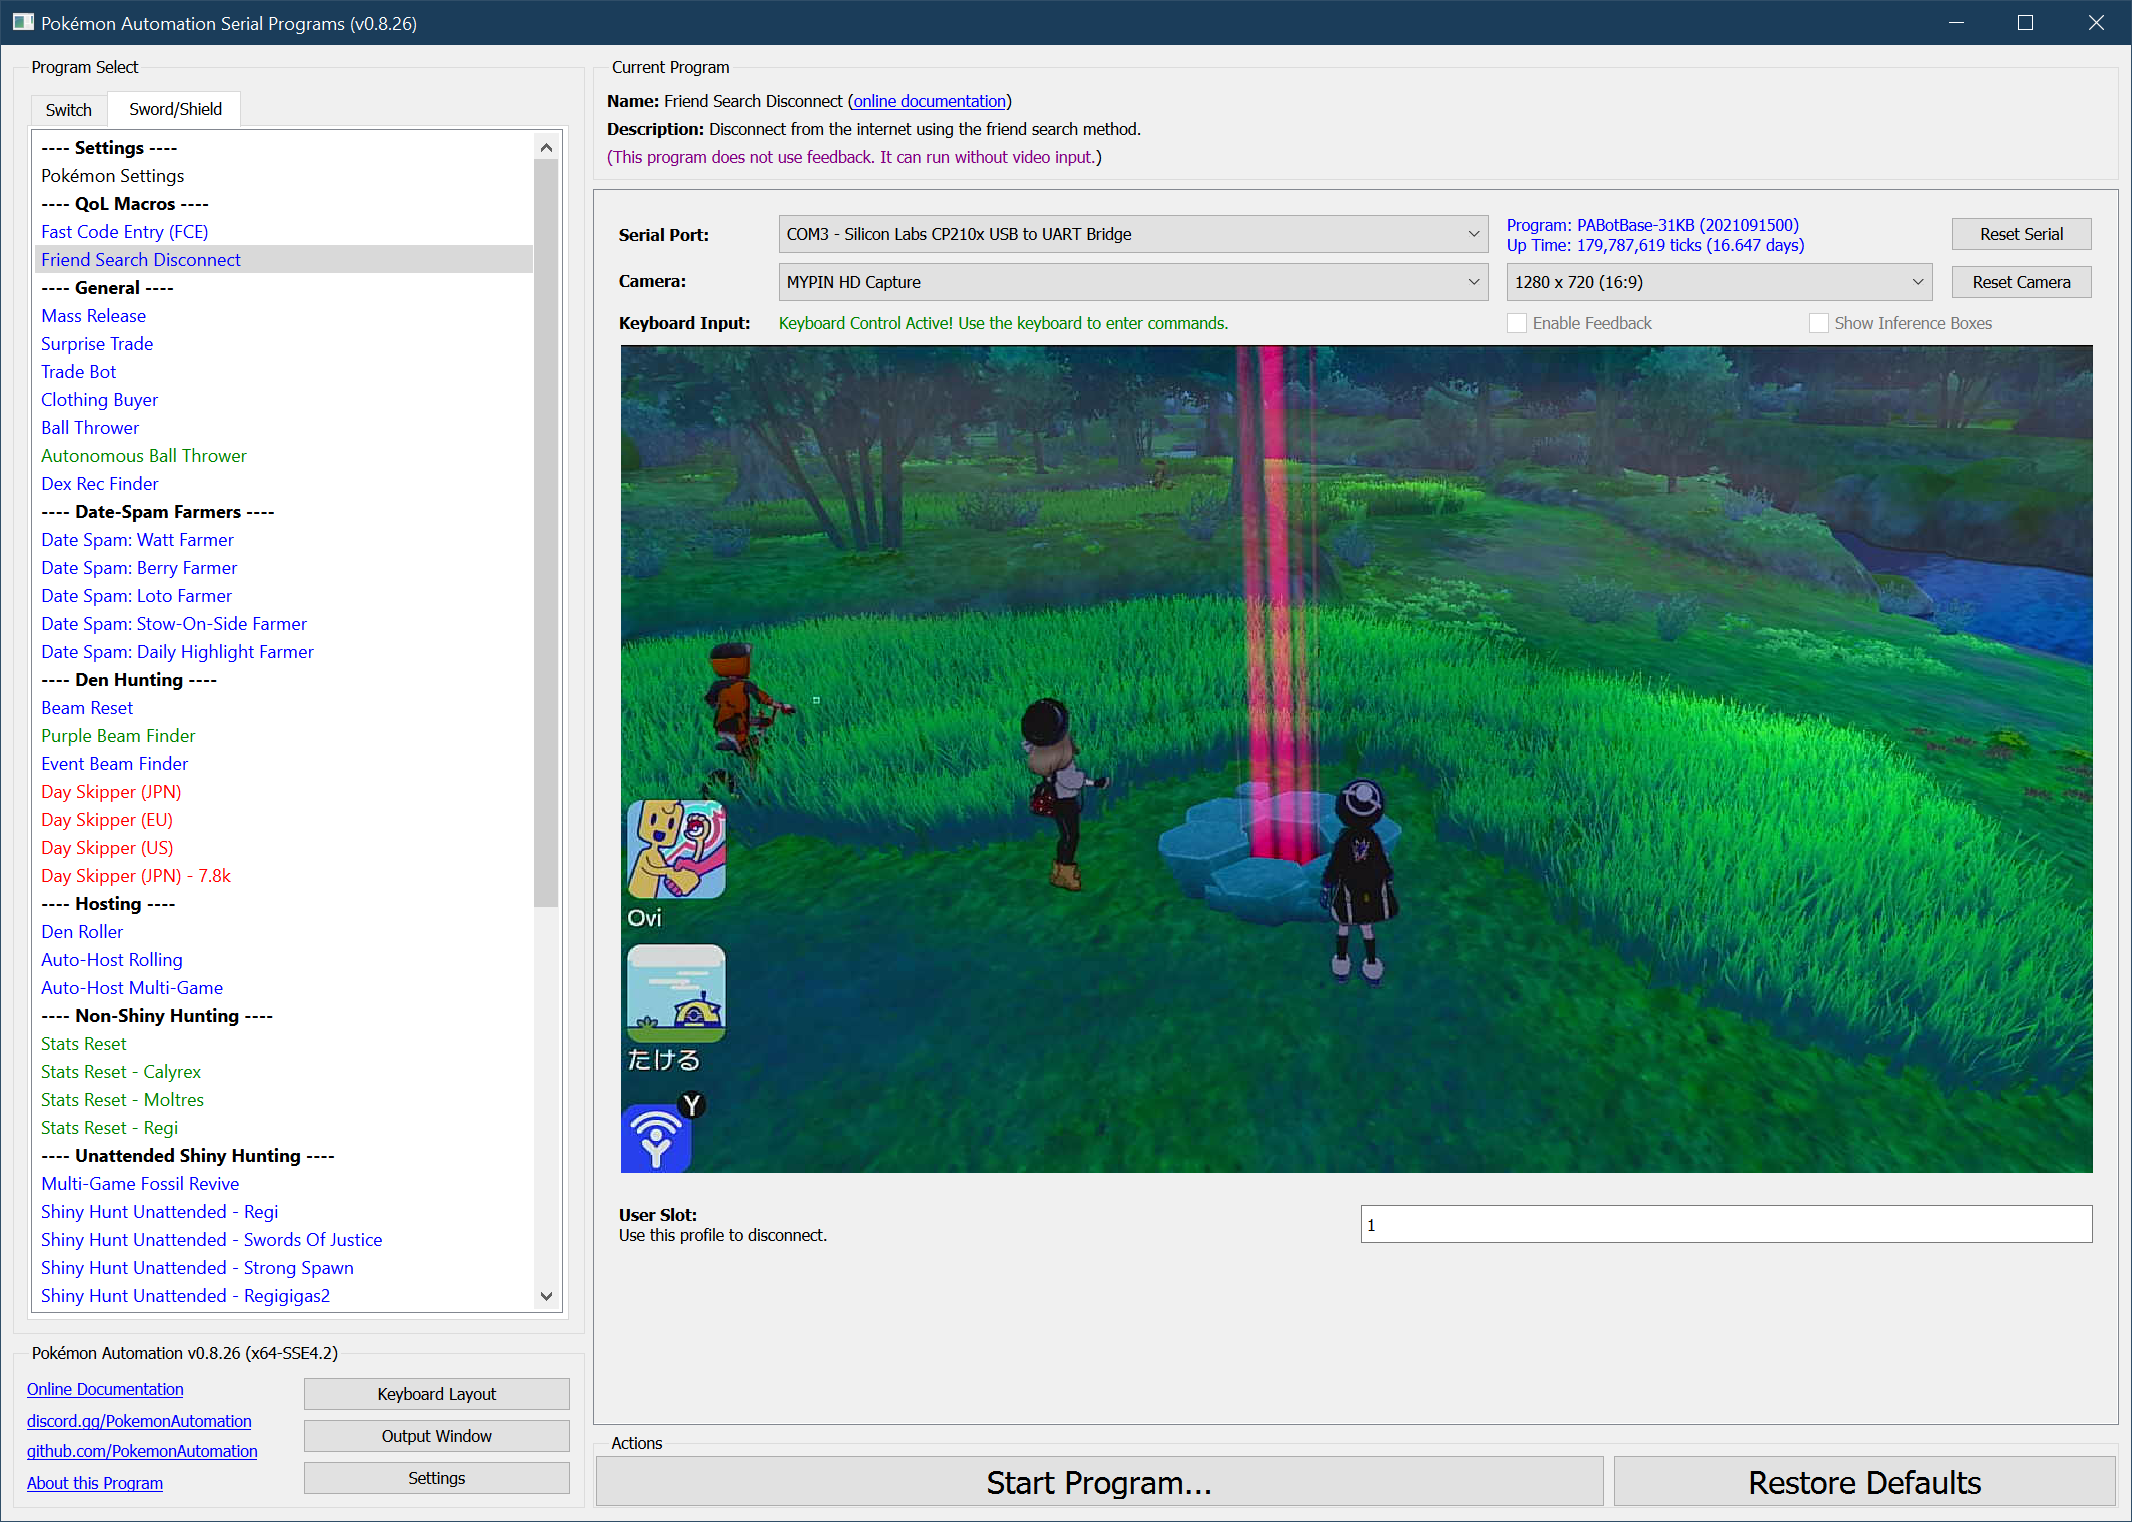 Pokémon Automation Serial Programs (v0.8.26)
Program Select
Switch
Sword/Shield
---- Settings ----
Pokémon Settings
---- QoL Macros ----
Fast Code Entry (FCE)
Friend Search Disconnect
---- General ----
Mass Release
Surprise Trade
Trade Bot
Clothing Buyer
Ball Thrower
Autonomous Ball Thrower
Dex Rec Finder
---- Date-Spam Farmers ----
Date Spam: Watt Farmer
Date Spam: Berry Farmer
Date Spam: Loto Farmer
Date Spam: Stow-On-Side Farmer
Date Spam: Daily Highlight Farmer
---- Den Hunting ----
Beam Reset
Purple Beam Finder
Event Beam Finder
Day Skipper (JPN)
Day Skipper (EU)
Day Skipper (US)
Day Skipper (JPN) - 7.8k
---- Hosting ----
Den Roller
Auto-Host Rolling
Auto-Host Multi-Game
---- Non-Shiny Hunting ----
Stats Reset
Stats Reset - Calyrex
Stats Reset - Moltres
Stats Reset - Regi
---- Unattended Shiny Hunting ----
Multi-Game Fossil Revive
Shiny Hunt Unattended - Regi
Shiny Hunt Unattended - Swords Of Justice
Shiny Hunt Unattended - Strong Spawn
Shiny Hunt Unattended - Regigigas2
Pokémon Automation v0.8.26 (x64-SSE4.2)
Online Documentation
discord.gg/PokemonAutomation
github.com/PokemonAutomation
About this Program
Keyboard Layout
Output Window
Settings
Current Program
Name: Friend Search Disconnect (online documentation)
Description: Disconnect from the internet using the friend search method.
(This program does not use feedback. It can run without video input.)
Serial Port:
COM3 - Silicon Labs CP210x USB to UART Bridge
Program: PABotBase-31KB (2021091500)
Up Time: 179,787,619 ticks (16.647 days)
Reset Serial
Camera:
MYPIN HD Capture
1280 x 720 (16:9)
Reset Camera
Keyboard Input:
Keyboard Control Active! Use the keyboard to enter commands.
Enable Feedback
Show Inference Boxes
Ovi
たける
Y
User Slot:
Use this profile to disconnect.
1
Actions
Start Program...
Restore Defaults